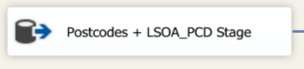 Postcodes + LSOA_PCD Stage